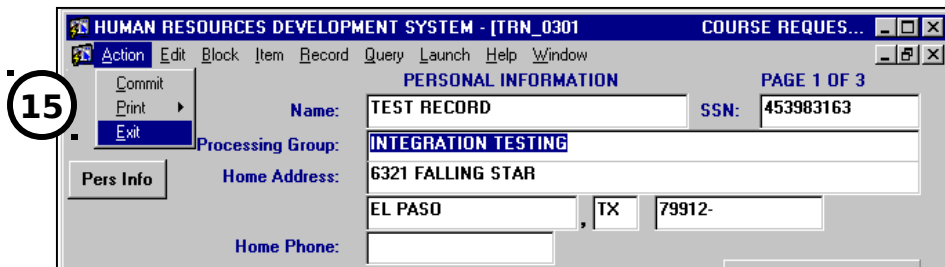 HUMAN RESOURCES DEVELOPMENT SYSTEM - [TRN_0301 COURSE REQUES...
Action Edit Block Item Record Query Launch Help Window
Commit
Print
Exit
15
PERSONAL INFORMATION PAGE 1 OF 3
Name: TEST RECORD SSN: 453983163
Processing Group: INTEGRATION TESTING
Pers Info Home Address: 6321 FALLING STAR
EL PASO , TX 79912-
Home Phone: